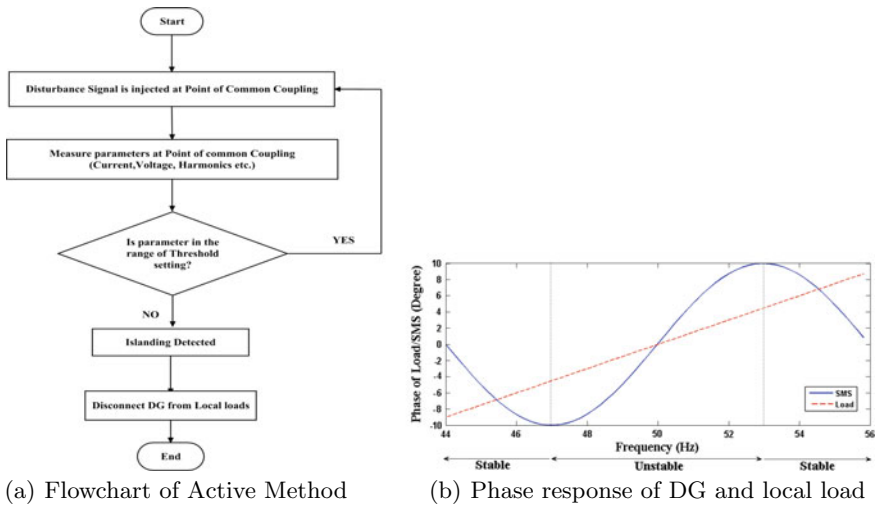 Start
Disturbance Signal is injected at Point of Common Coupling
Measure parameters at Point of common Coupling
(Current,Voltage, Harmonics etc.)
Is parameter in the
range of Threshold
setting?
YES
NO
Islanding Detected
Disconnect DG from Local loads
End
(a) Flowchart of Active Method
Phase of Load/SMS (Degree)
10
8
6
4
2
0
-2
-4
-6
-8
-10
SMS
Load
44 46 48 50 52 54 56
Frequency (Hz)
Stable Unstable Stable
(b) Phase response of DG and local load